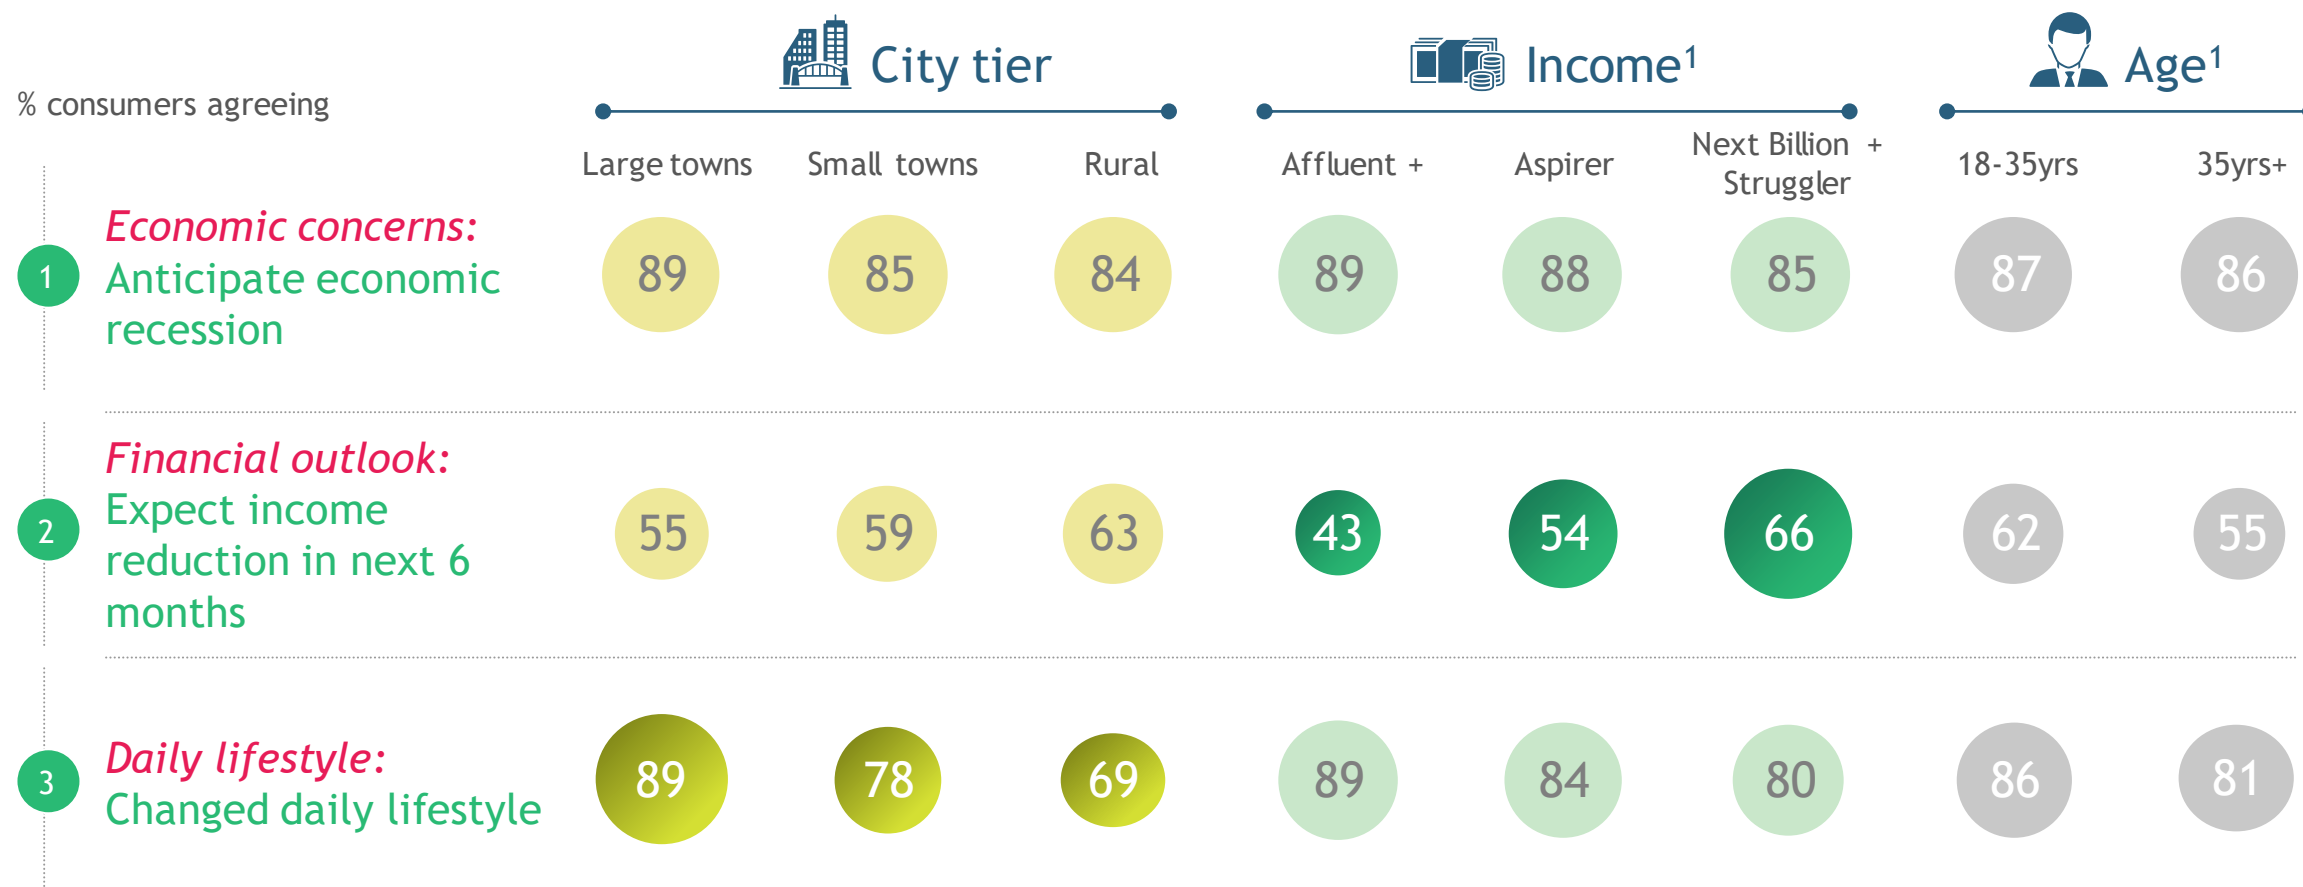 City tier
Income¹
Age¹
% consumers agreeing
Large towns
Small towns
Rural
Affluent +
Aspirer
Next Billion +
Struggler
18-35yrs
35yrs+
1
Economic concerns:
Anticipate economic
recession
89
85
84
89
88
85
87
86
2
Financial outlook:
Expect income
reduction in next 6
months
55
59
63
43
54
66
62
55
3
Daily lifestyle:
Changed daily lifestyle
89
78
69
89
84
80
86
81